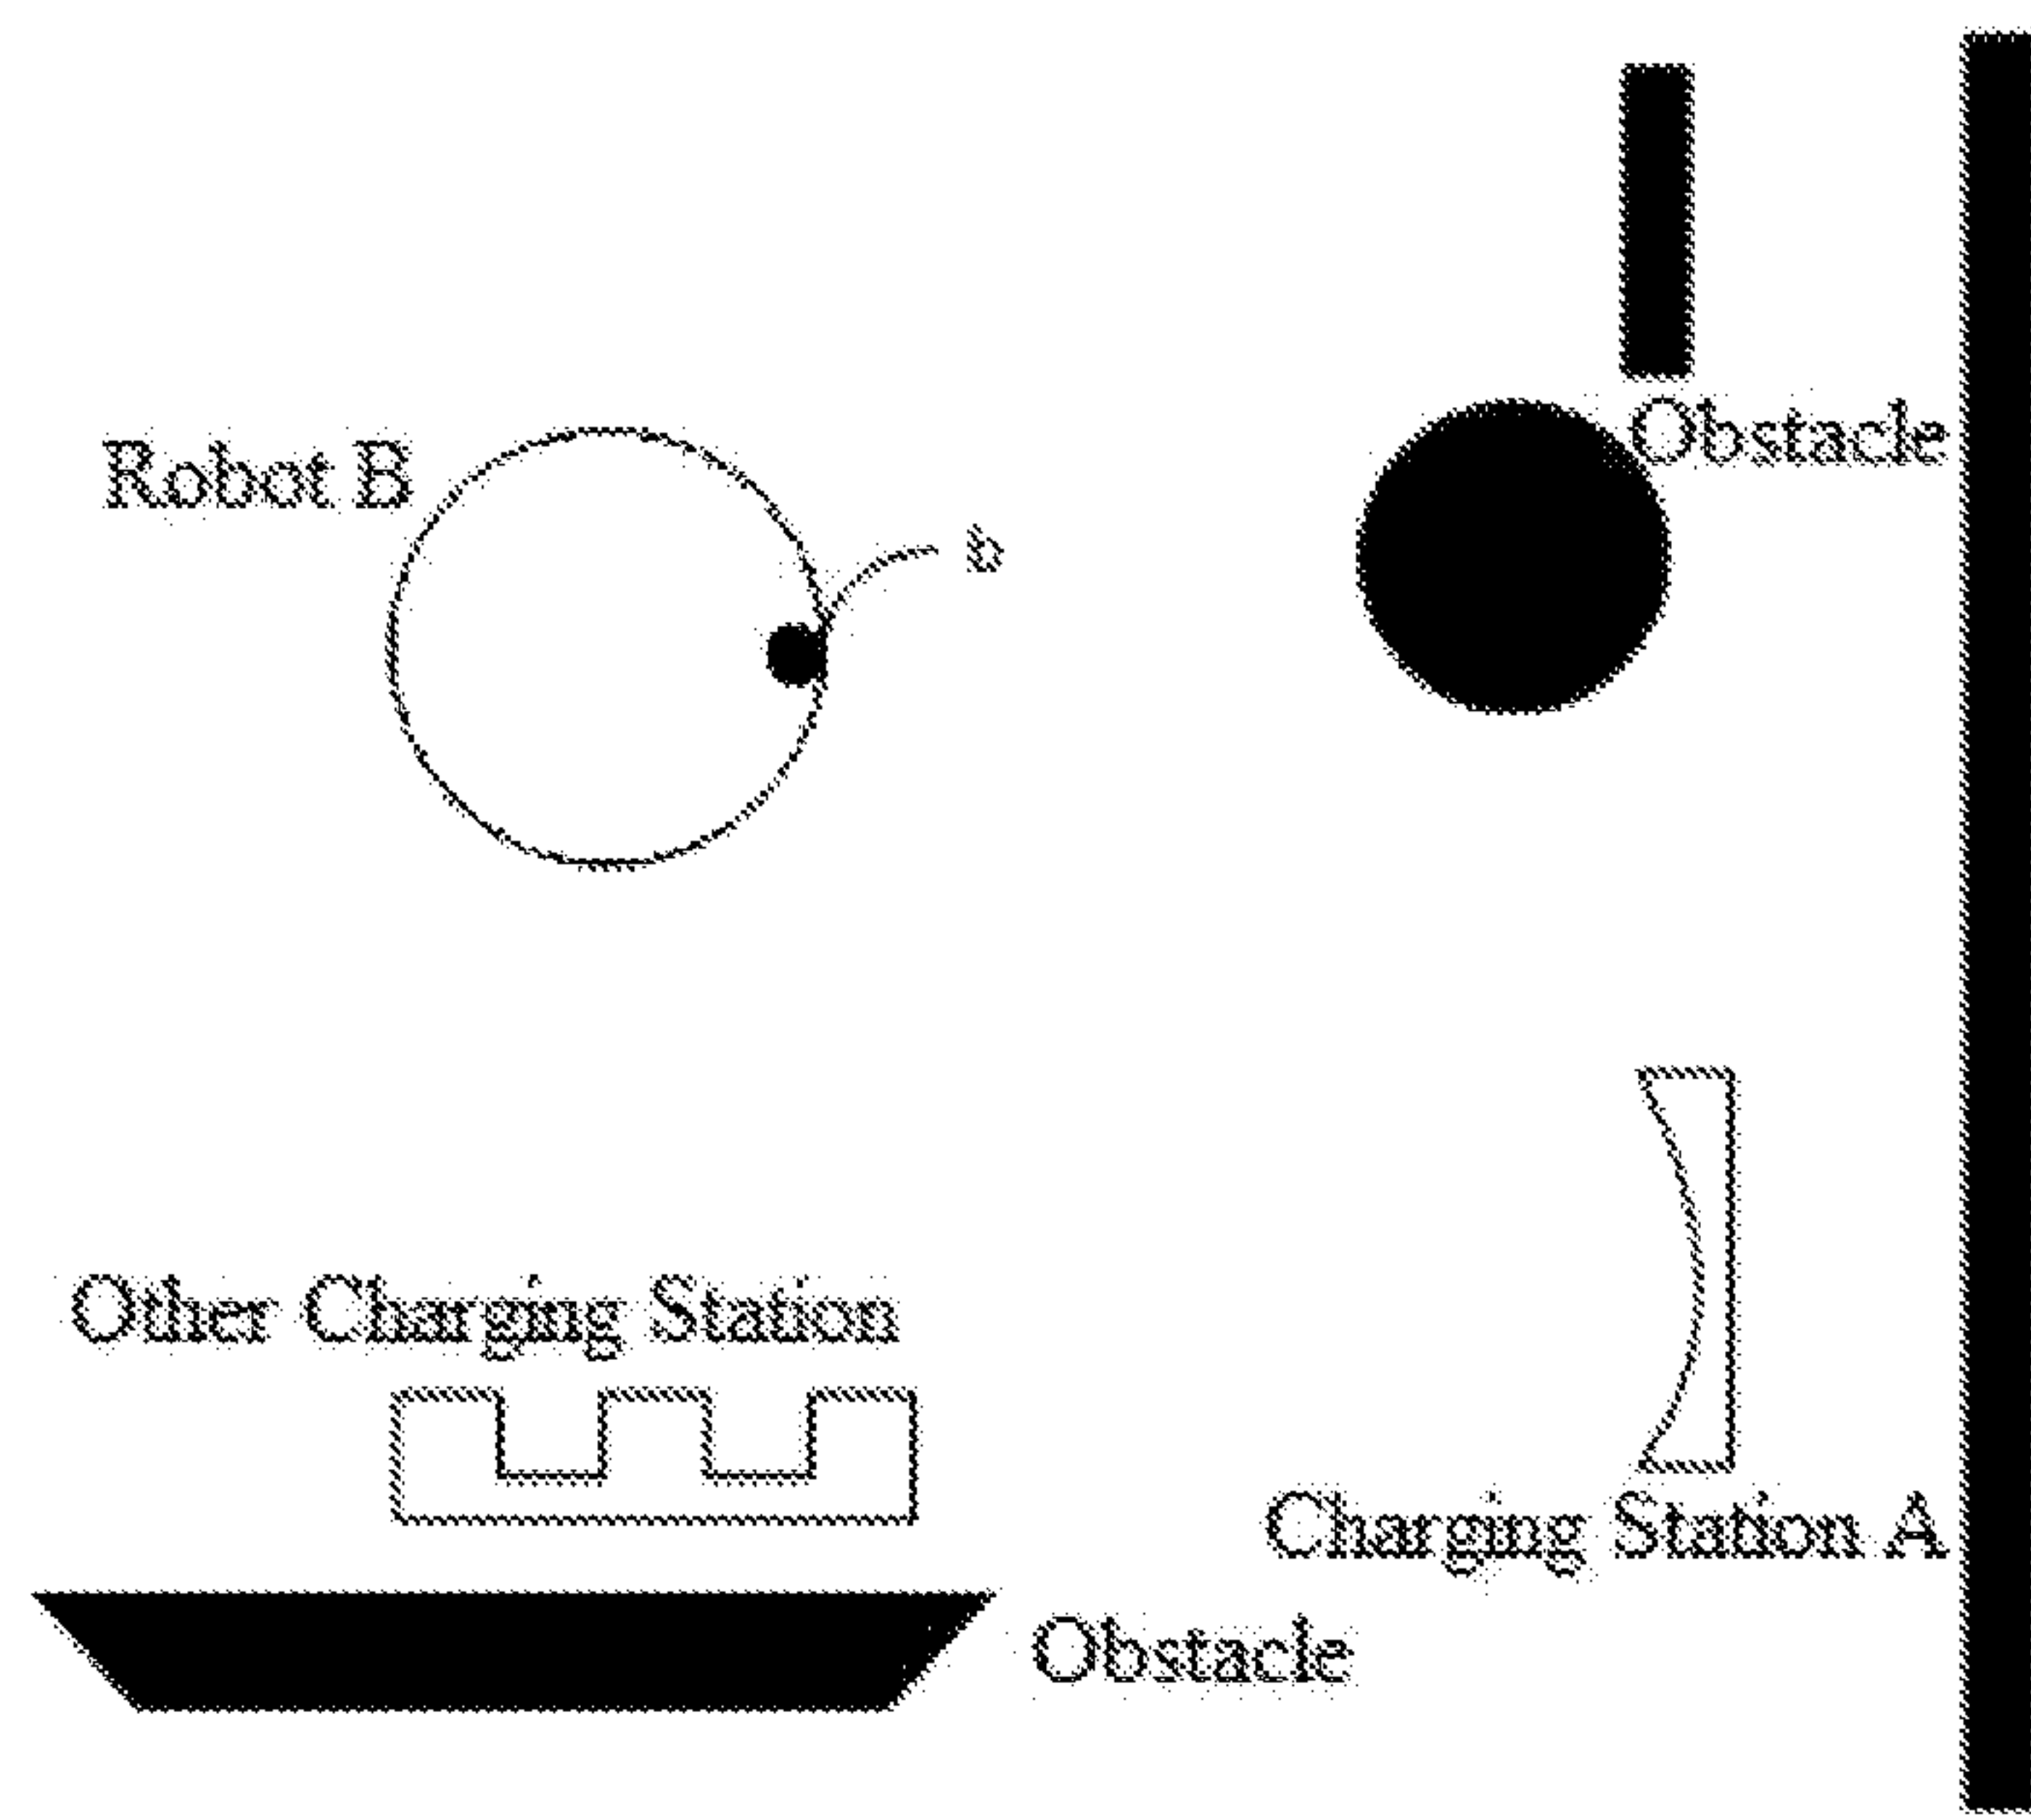 Obstacle
Robot B
b
Other Charging Station
Charging Station A
Obstacle